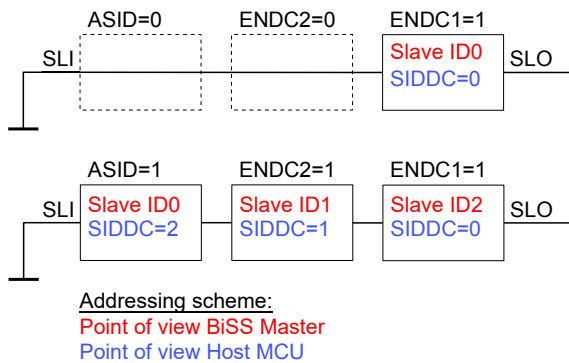 ASID=0 ENDC2=0 ENDC1=1
SLI Slave ID0 SLO
SIDDC=0
ASID=1 ENDC2=1 ENDC1=1
SLI Slave ID0 Slave ID1 Slave ID2 SLO
SIDDC=2 SIDDC=1 SIDDC=0
Addressing scheme:
Point of view BiSS Master
Point of view Host MCU